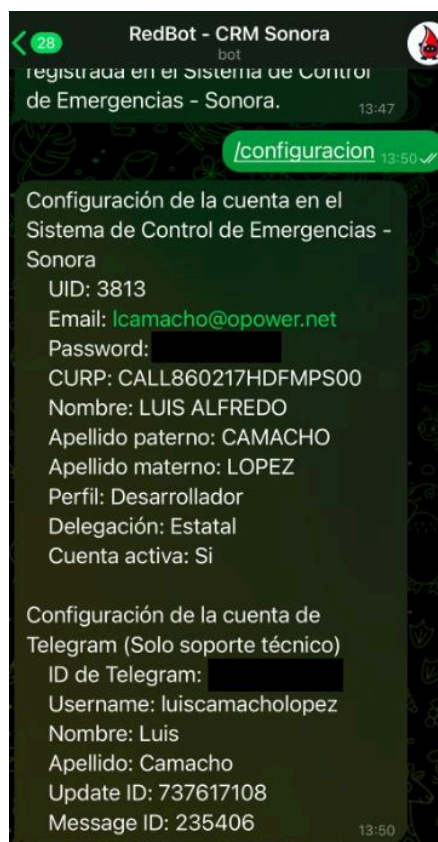 28
RedBot - CRM Sonora
bot
registrada en el Sistema de Control
de Emergencias - Sonora.
13:47
/configuracion 13:50
Configuración de la cuenta en el
Sistema de Control de Emergencias -
Sonora
UID: 3813
Email: lcamacho@opower.net
Password:
CURP: CALL860217HDFMPS00
Nombre: LUIS ALFREDO
Apellido paterno: CAMACHO
Apellido materno: LOPEZ
Perfil: Desarrollador
Delegación: Estatal
Cuenta activa: Si
Configuración de la cuenta de
Telegram (Solo soporte técnico)
ID de Telegram:
Username: luiscamacholopez
Nombre: Luis
Apellido: Camacho
Update ID: 737617108
Message ID: 235406
13:50